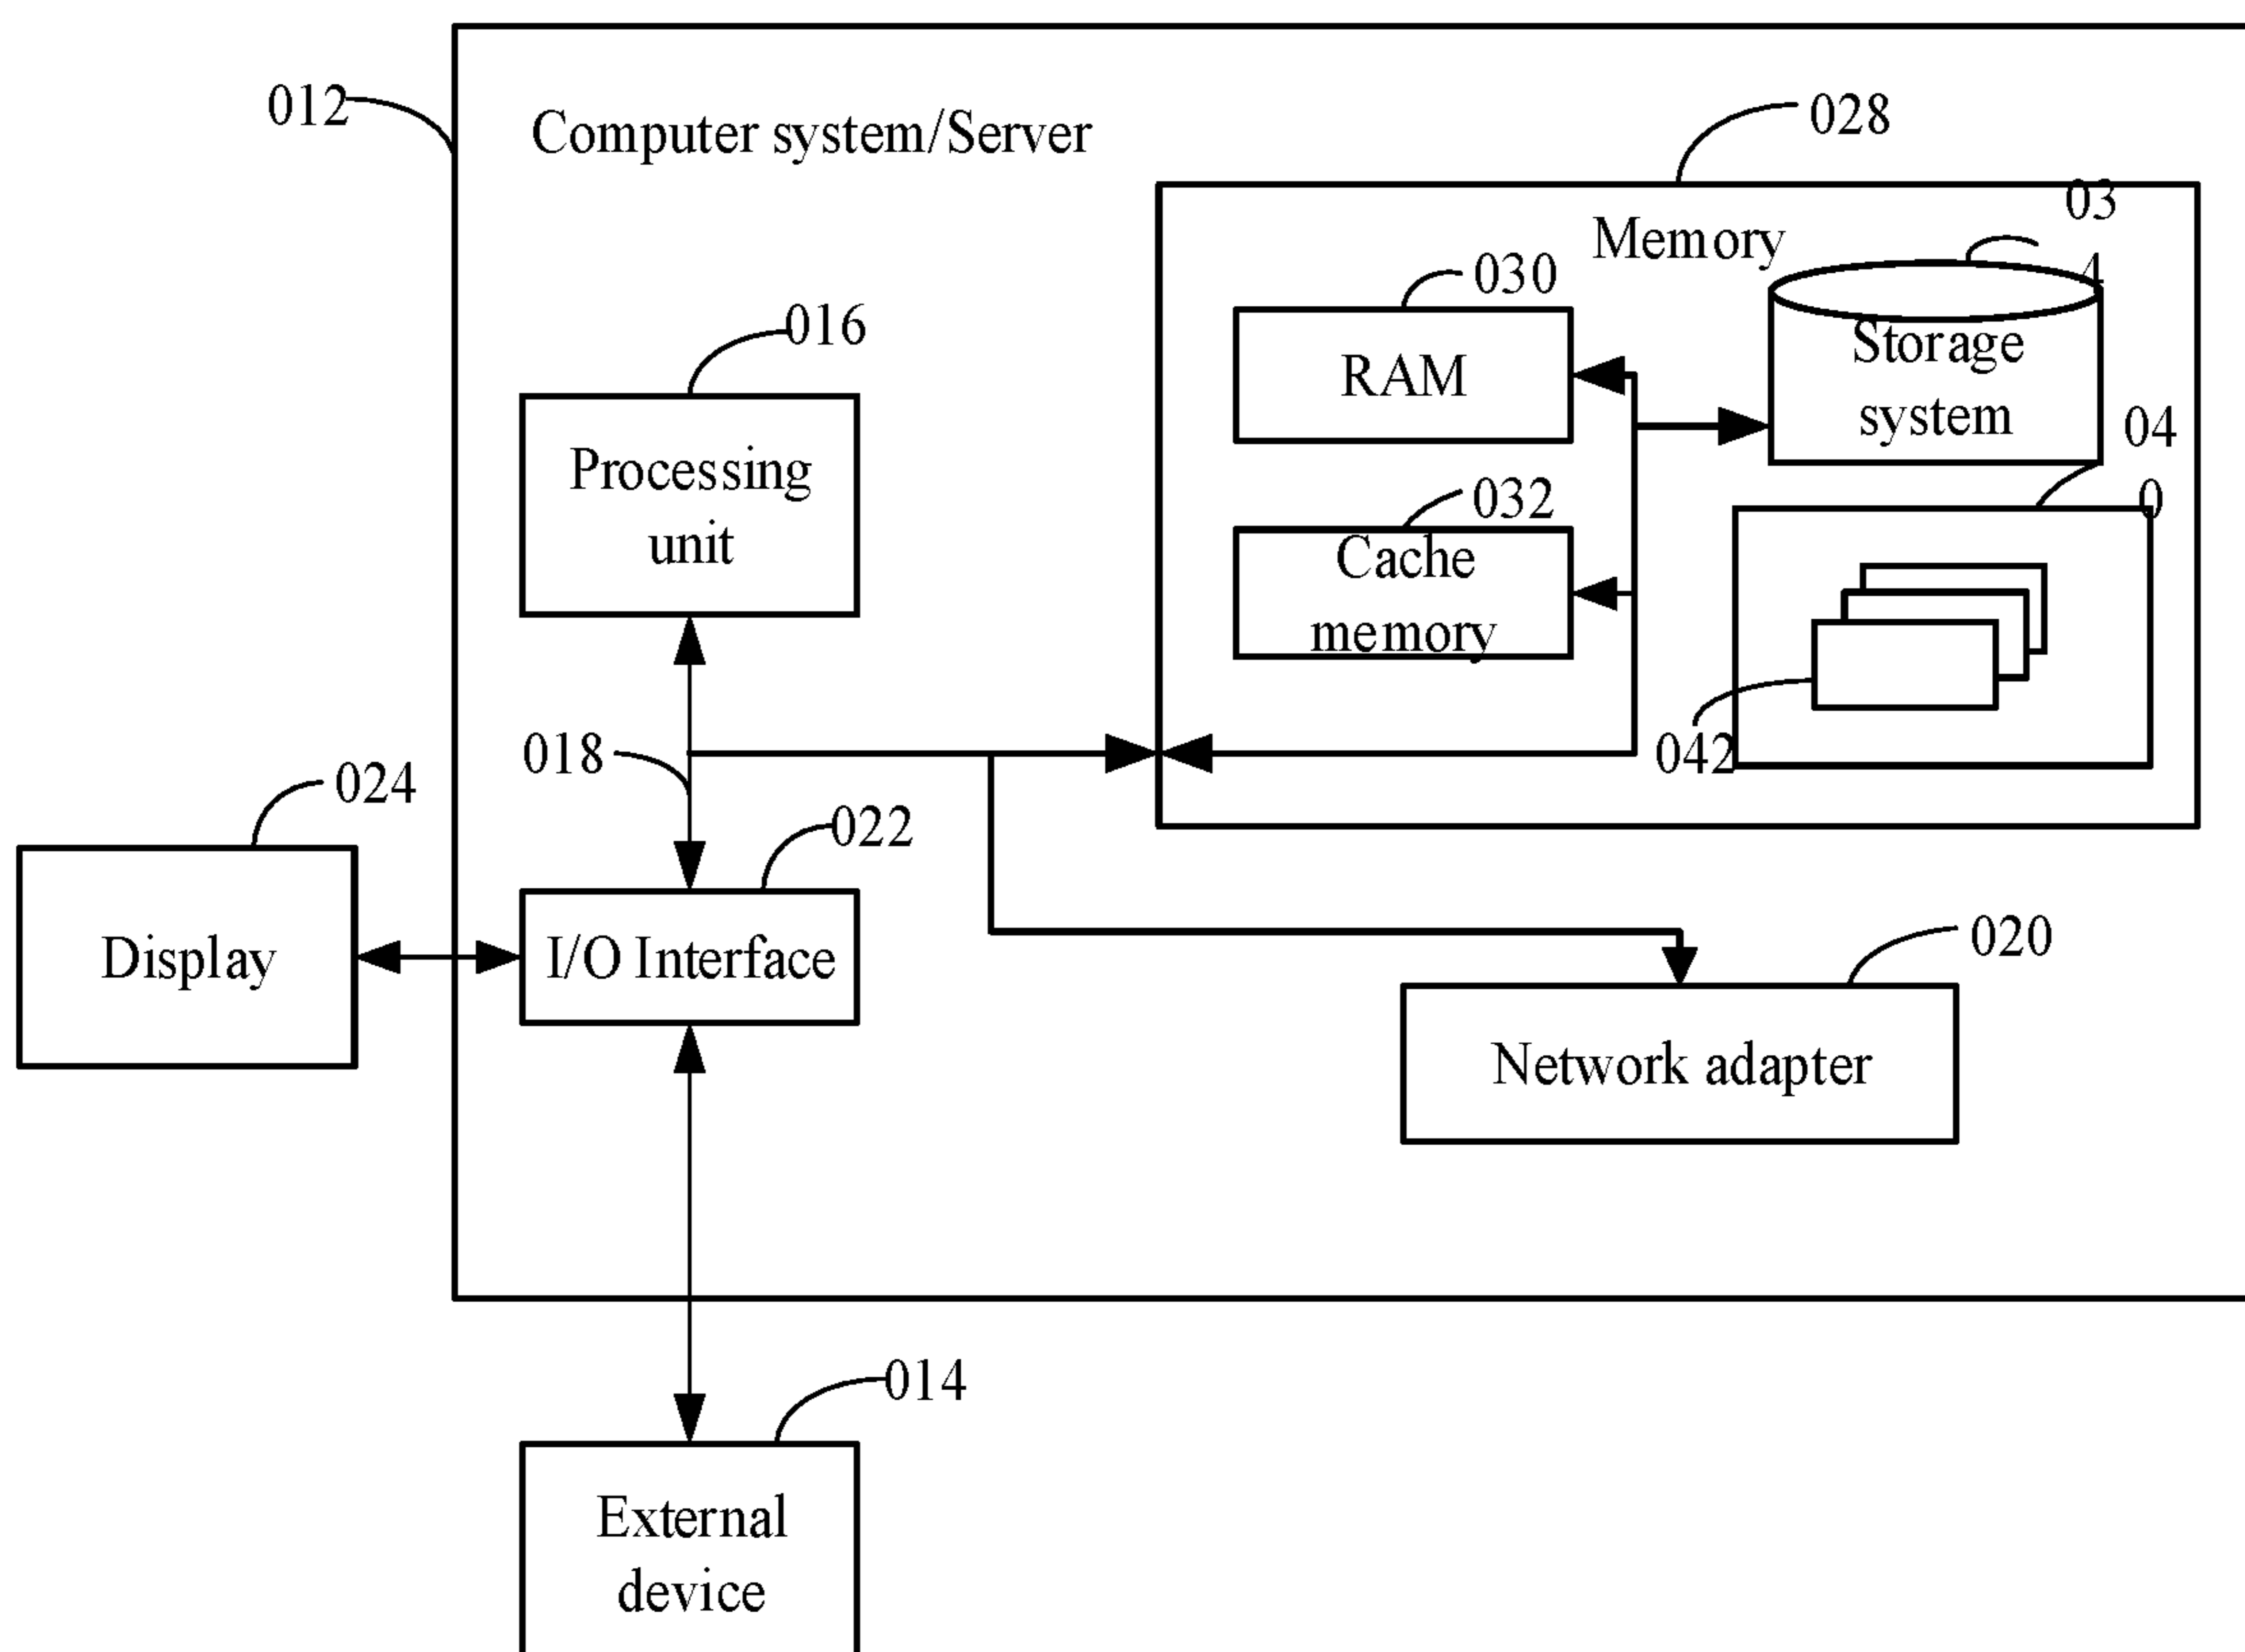 012
Computer system/Server
028
03
4
Memory
030
RAM
Storage
system
016
Processing
unit
04
0
032
Cache
memory
018
042
024
Display
022
I/O Interface
020
Network adapter
014
External
device